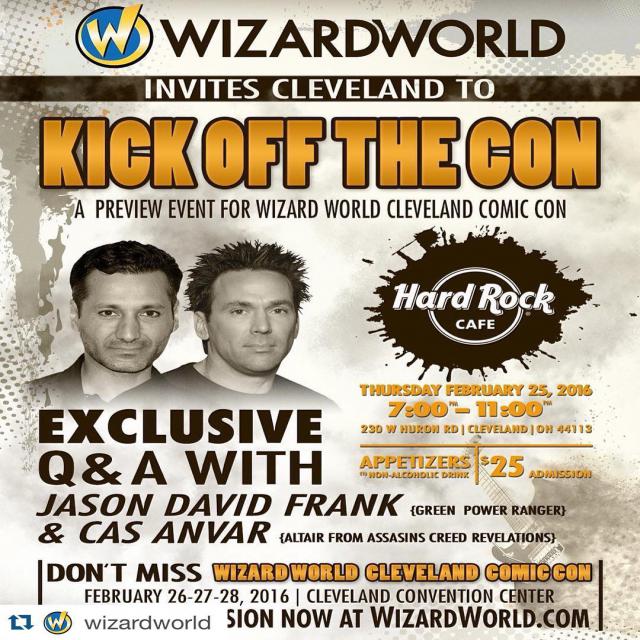 W WIZARDWORLD
INVITES CLEVELAND TO
KICK OFF THE CON
A PREVIEW EVENT FOR WIZARD WORLD CLEVELAND COMIC CON
Hard Rock
CAFE
THURSDAY FEBRUARY 25, 2016
7:00PM – 11:00PM
230 W HURON RD | CLEVELAND | OH 44113
APPETIZERS | $25 ADMISSION
NON-ALCOHOLIC DRINK
EXCLUSIVE
Q & A WITH
JASON DAVID FRANK {GREEN POWER RANGER}
& CAS ANVAR {ALTAIR FROM ASSASINS CREED REVELATIONS}
DON'T MISS WIZARDWORLD CLEVELAND COMIC CON
FEBRUARY 26-27-28, 2016 | CLEVELAND CONVENTION CENTER
W wizardworld SION NOW AT WIZARDWORLD.COM